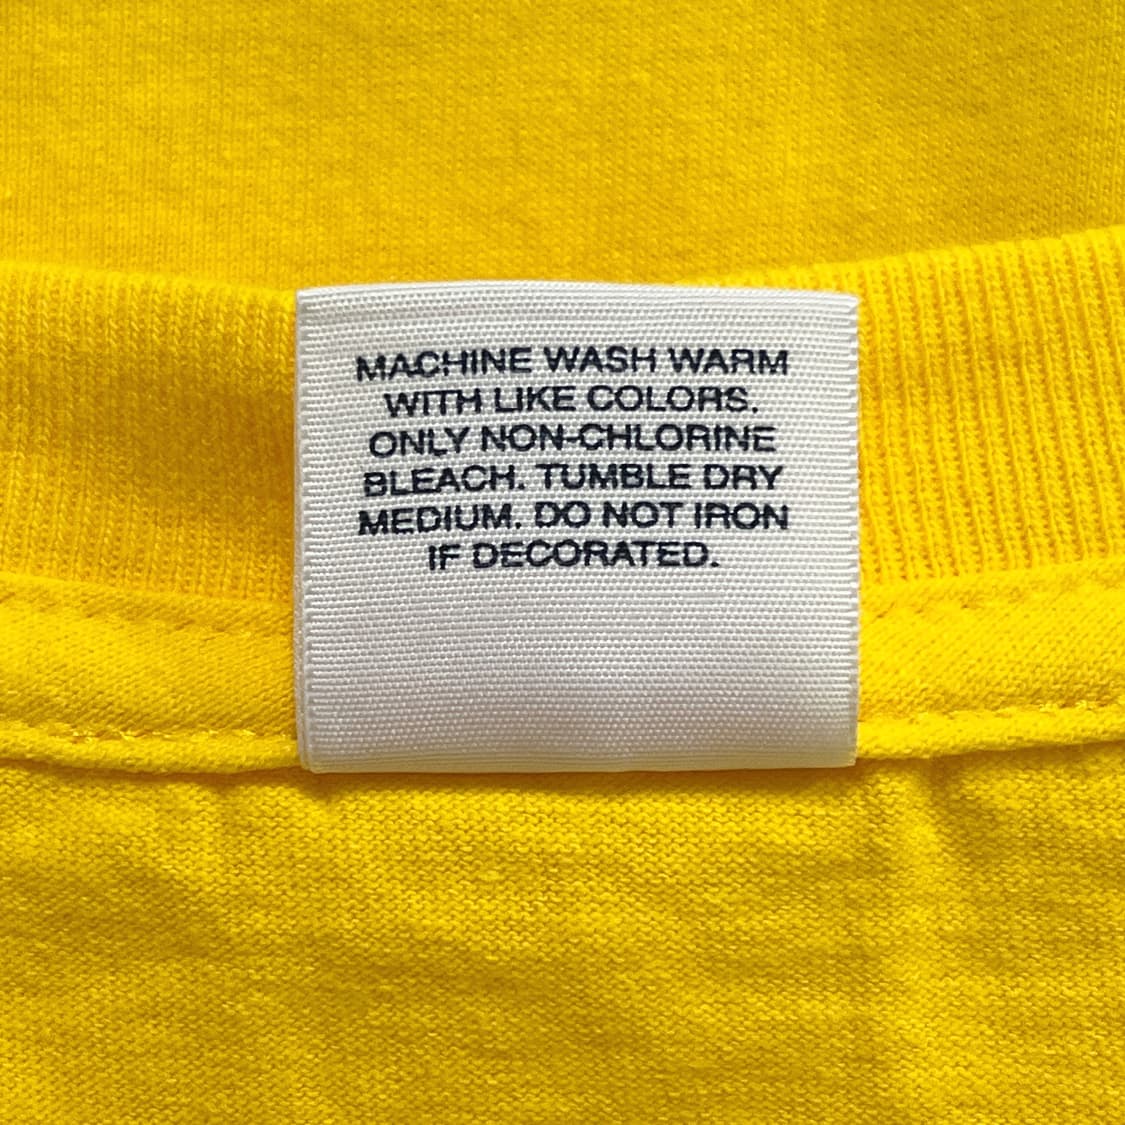 MACHINE WASH WARM
WITH LIKE COLORS.
ONLY NON-CHLORINE
BLEACH. TUMBLE DRY
MEDIUM. DO NOT IRON
IF DECORATED.